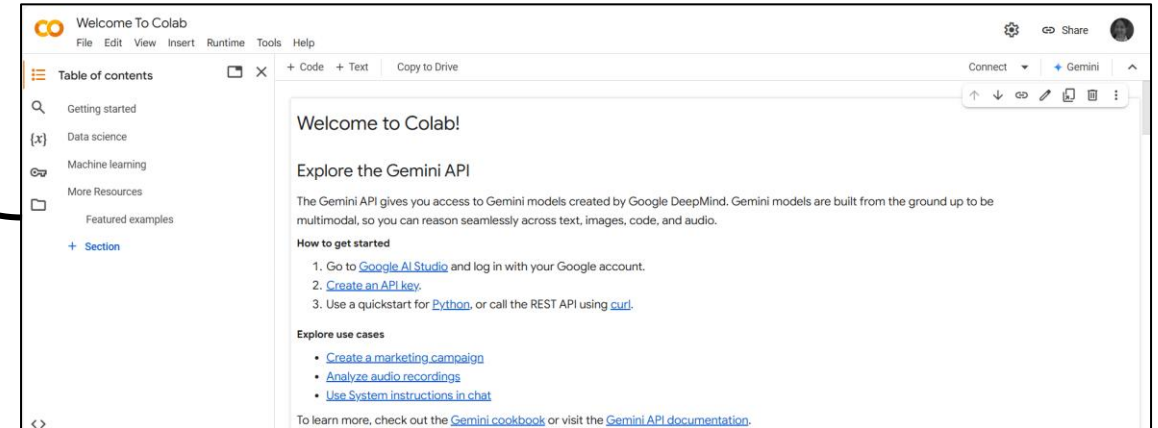 Welcome To Colab
File Edit View Insert Runtime Tools Help
Share
Table of contents
+ Code + Text Copy to Drive
Connect Gemini
Getting started
{x}
Data science
Machine learning
More Resources
Featured examples
+ Section
<>
Welcome to Colab!
Explore the Gemini API
The Gemini API gives you access to Gemini models created by Google DeepMind. Gemini models are built from the ground up to be
multimodal, so you can reason seamlessly across text, images, code, and audio.
How to get started
1. Go to Google AI Studio and log in with your Google account.
2. Create an API key.
3. Use a quickstart for Python, or call the REST API using curl.
Explore use cases
• Create a marketing campaign
• Analyze audio recordings
• Use System instructions in chat
To learn more, check out the Gemini cookbook or visit the Gemini API documentation.